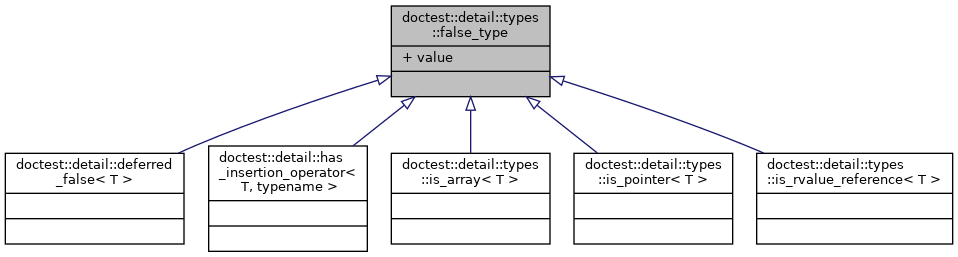 doctest::detail::types
::false_type
+ value
doctest::detail::deferred
_false< T >
doctest::detail::has
_insertion_operator<
T, typename >
doctest::detail::types
::is_array< T >
doctest::detail::types
::is_pointer< T >
doctest::detail::types
::is_rvalue_reference< T >